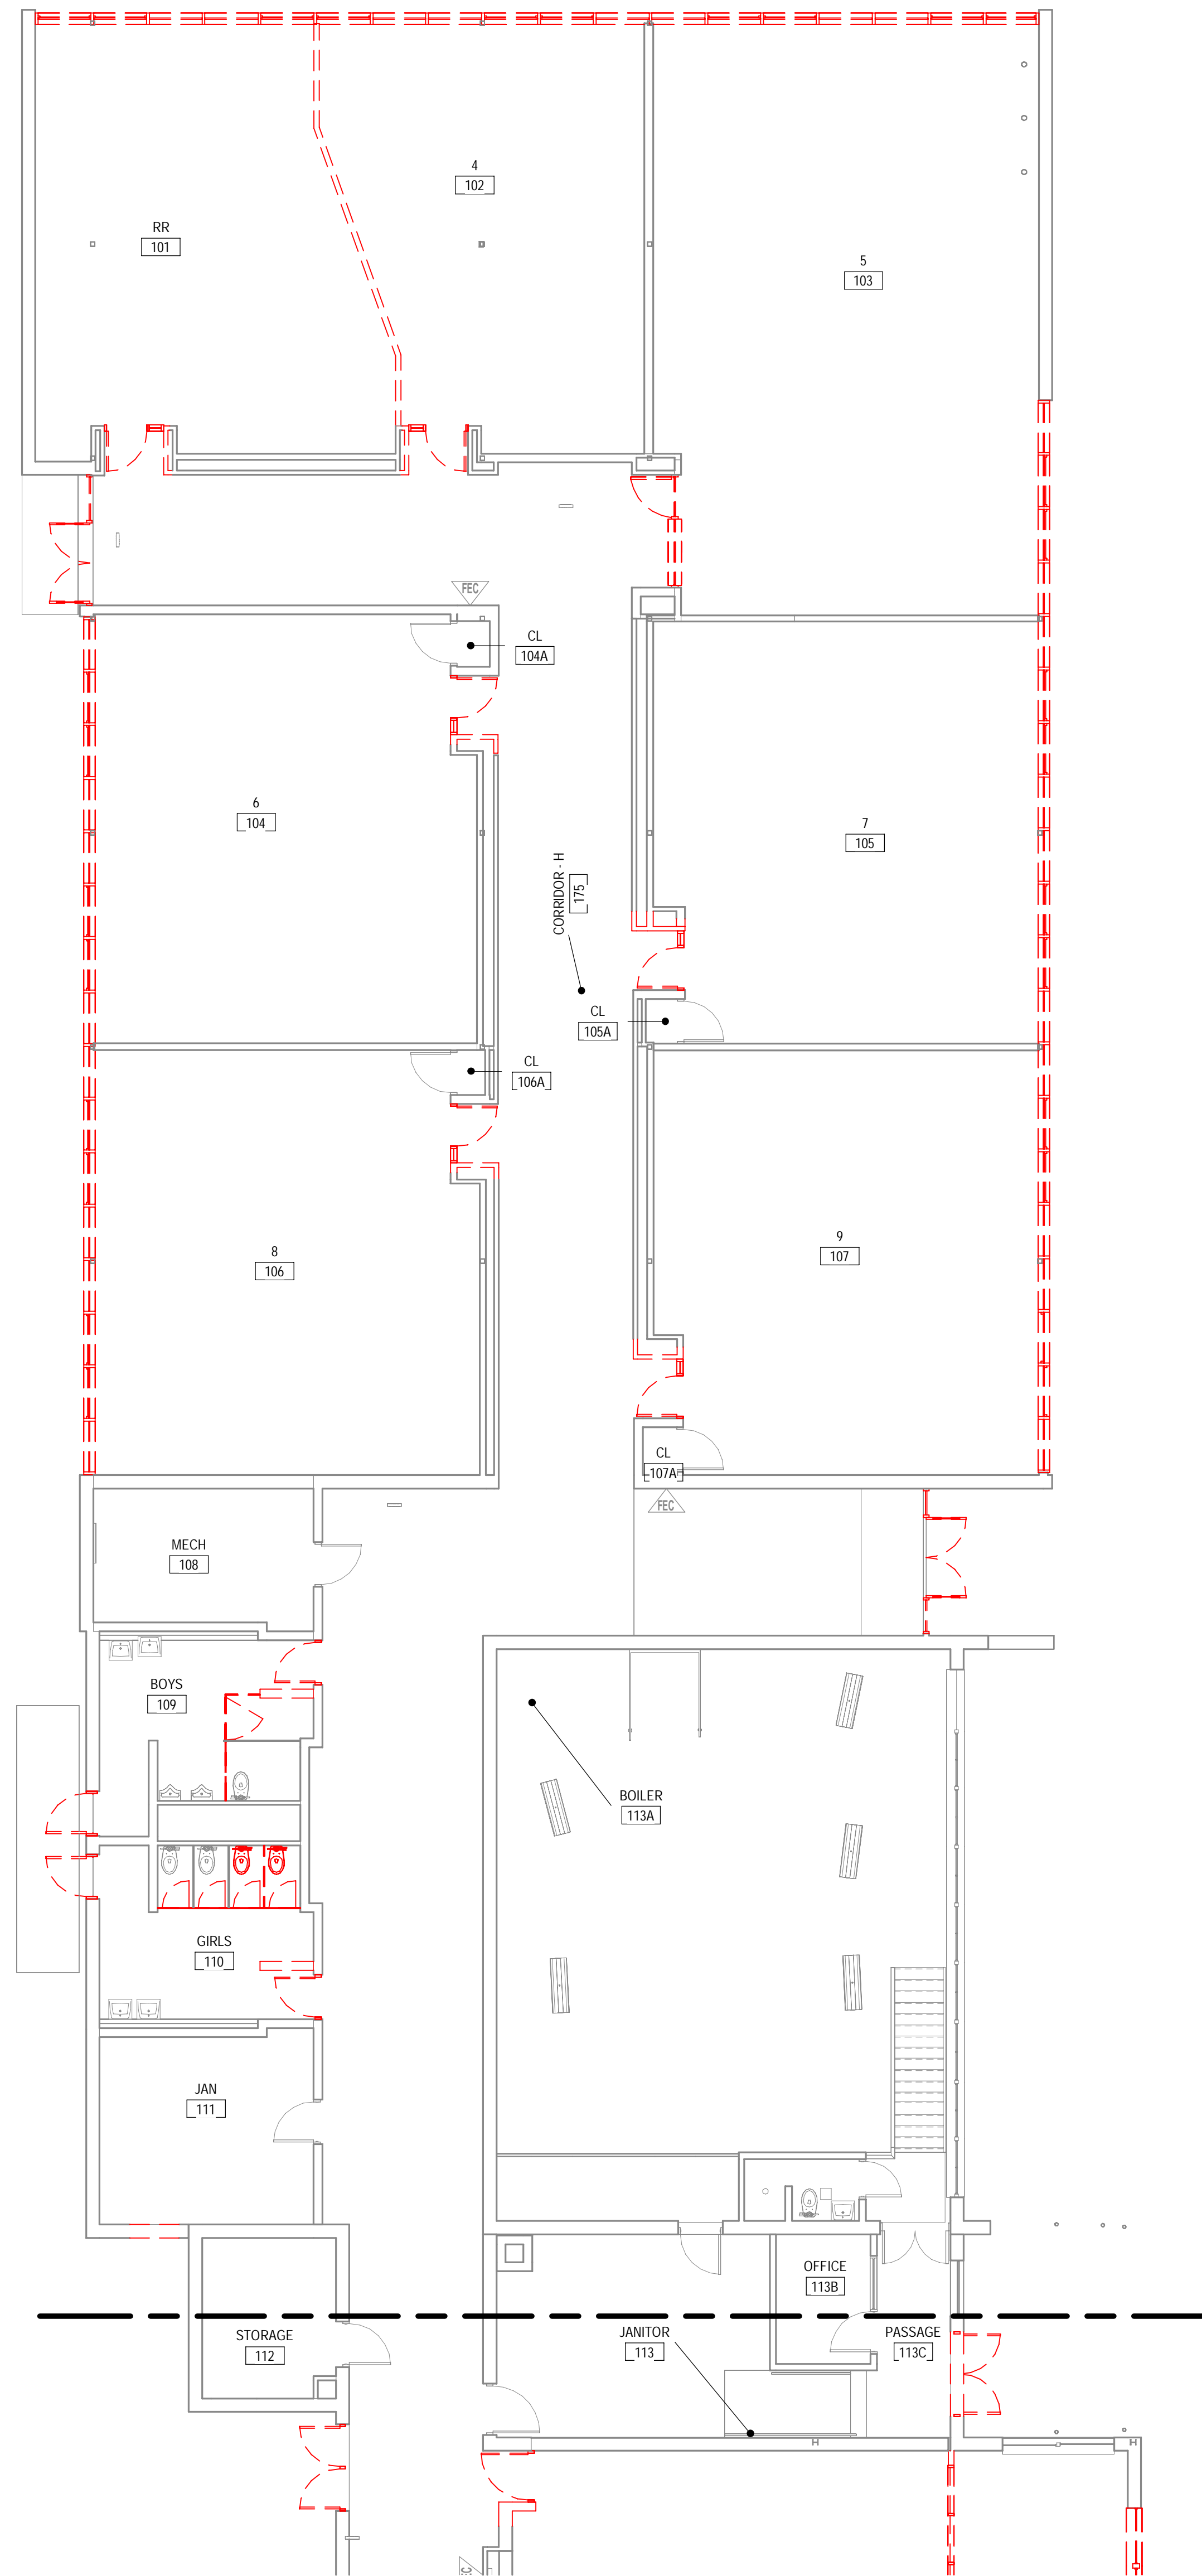 4
102
RR
101
5
103
FEC
CL
104A
6
104
7
105
CORRIDOR - H
175
CL
105A
CL
106A
8
106
9
107
CL
107A
FEC
MECH
108
BOYS
109
BOILER
113A
GIRLS
110
JAN
111
OFFICE
113B
STORAGE
112
JANITOR
113
PASSAGE
113C